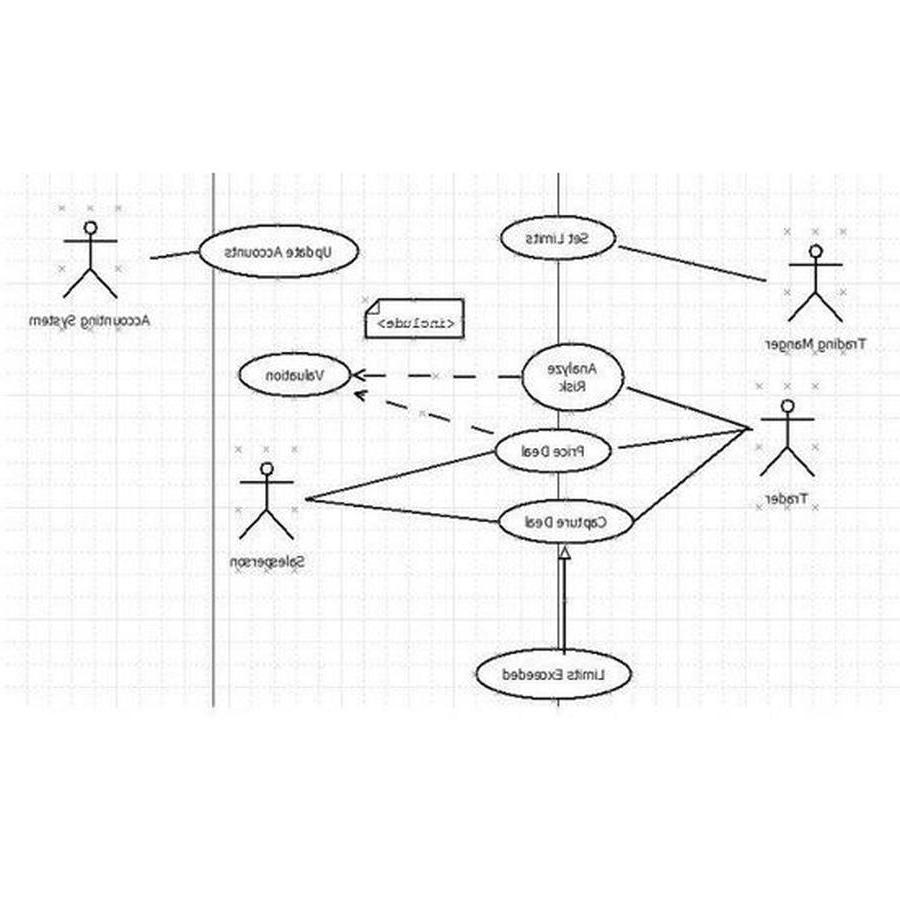 Set Limits
Update Accounts
Accounting System
<include>
Trading Manger
Analyze
Risk
Valuation
Price Deal
Trader
Capture Deal
Salesperson
Limits Exceeded